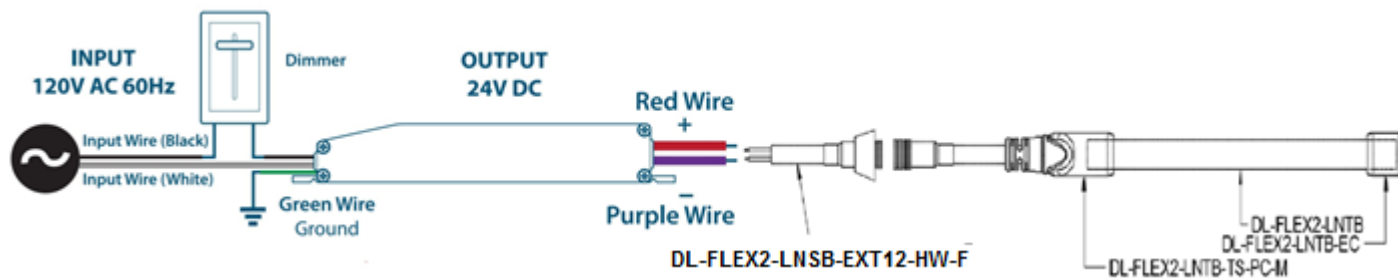 INPUT
120V AC 60Hz
Dimmer
OUTPUT
24V DC
Red Wire
+
Input Wire (Black)
Input Wire (White)
Green Wire
Ground
−
Purple Wire
DL-FLEX2-LNSB-EXT12-HW-F
DL-FLEX2-LNTB
DL-FLEX2-LNTB-EC
DL-FLEX2-LNTB-TS-PC-M